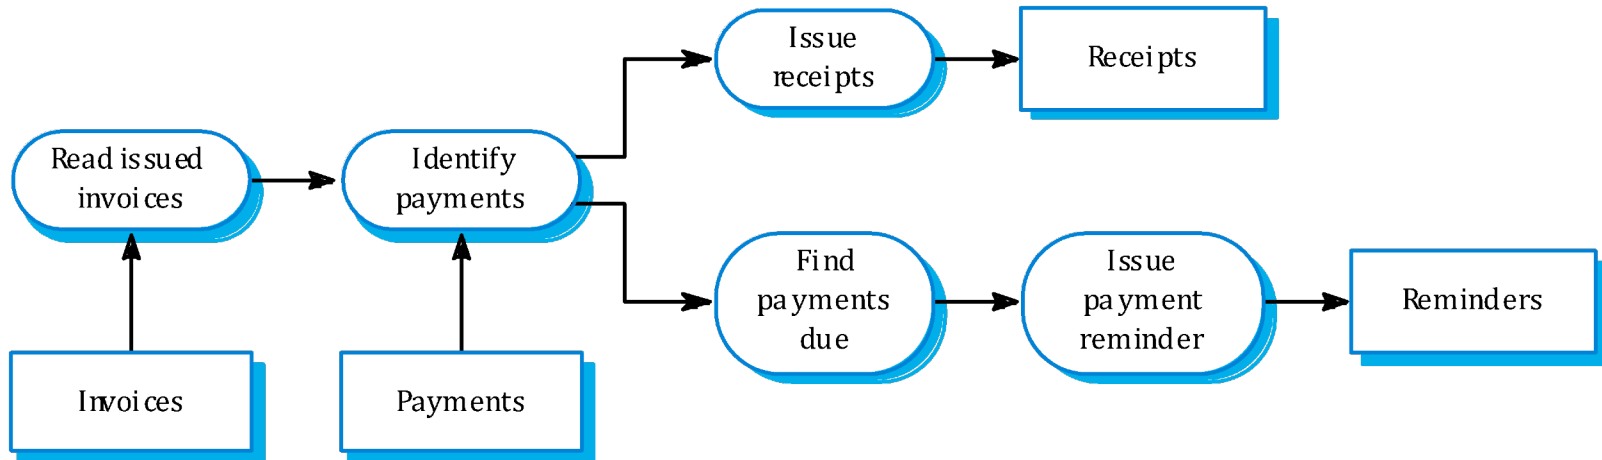 Issue
receipts
Receipts
Read issued
invoices
Identify
payments
Find
payments
due
Issue
payment
reminder
Reminders
Invoices
Payments